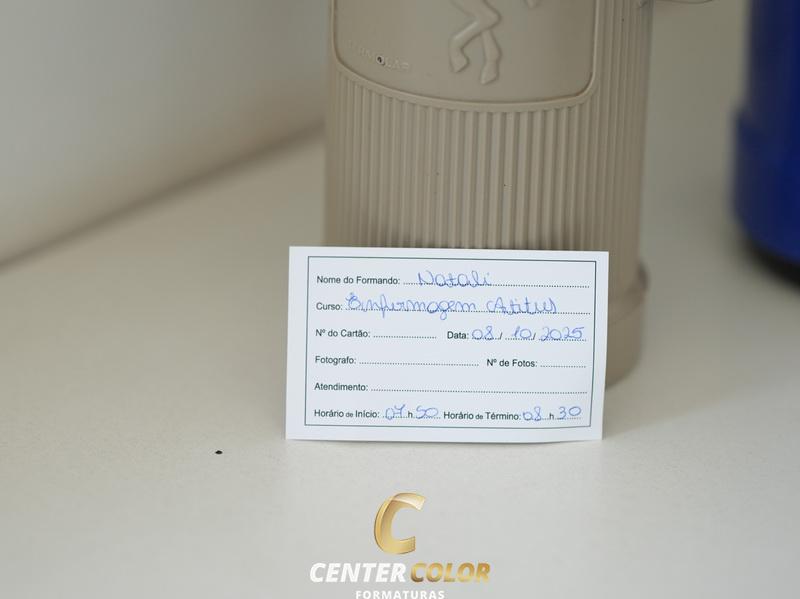 Nome do Formando: Natali
Curso: Enfermagem Atitus
Nº do Cartão: Data: 08/10/2025
Fotografo: Nº de Fotos:
Atendimento:
Horário de Início: 07 h 50 Horário de Término: 08 h 30
C
CENTER COLOR
FORMATURAS